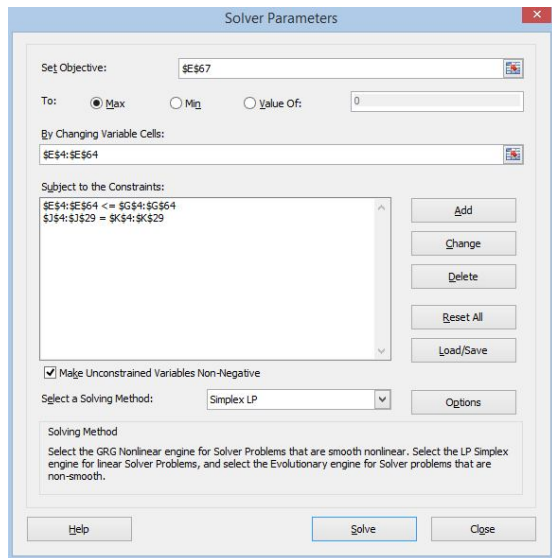 Solver Parameters
Set Objective: $E$67
To: Max Min Value Of: 0
By Changing Variable Cells:
$E$4:$E$64
Subject to the Constraints:
$E$4:$E$64 <= $G$4:$G$64
$J$4:$J$29 = $K$4:$K$29
Add
Change
Delete
Reset All
Load/Save
Make Unconstrained Variables Non-Negative
Select a Solving Method: Simplex LP Options
Solving Method
Select the GRG Nonlinear engine for Solver Problems that are smooth nonlinear. Select the LP Simplex
engine for linear Solver Problems, and select the Evolutionary engine for Solver problems that are
non-smooth.
Help Solve Close